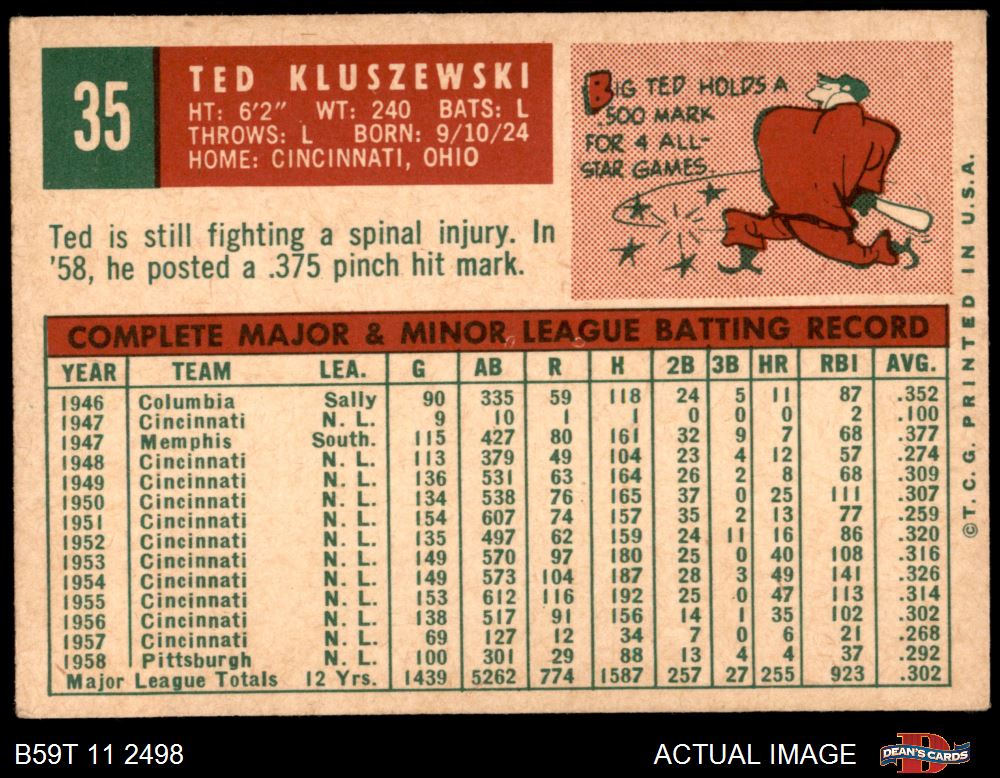 35
TED KLUSZEWSKI
HT: 6'2" WT: 240 BATS: L
THROWS: L BORN: 9/10/24
HOME: CINCINNATI, OHIO
BIG TED HOLDS A
500 MARK
FOR 4 ALL-
STAR GAMES.
Ted is still fighting a spinal injury. In
'58, he posted a .375 pinch hit mark.
COMPLETE MAJOR & MINOR LEAGUE BATTING RECORD
YEAR TEAM LEA. G AB R H 2B 3B HR RBI AVG.
1946 Columbia Sally 90 335 59 118 24 5 11 87 .352
1947 Cincinnati N. L. 9 10 1 1 0 0 0 2 .100
1947 Memphis South. 115 427 80 161 32 9 7 68 .377
1948 Cincinnati N. L. 113 379 49 104 23 4 12 57 .274
1949 Cincinnati N. L. 136 531 63 164 26 2 8 68 .309
1950 Cincinnati N. L. 134 538 76 165 37 0 25 111 .307
1951 Cincinnati N. L. 154 607 74 157 35 2 13 77 .259
1952 Cincinnati N. L. 135 497 62 159 24 11 16 86 .320
1953 Cincinnati N. L. 149 570 97 180 25 0 40 108 .316
1954 Cincinnati N. L. 149 573 104 187 28 3 49 141 .326
1955 Cincinnati N. L. 153 612 116 192 25 0 47 113 .314
1956 Cincinnati N. L. 138 517 91 156 14 1 35 102 .302
1957 Cincinnati N. L. 69 127 12 34 7 0 6 21 .268
1958 Pittsburgh N. L. 100 301 29 88 13 4 4 37 .292
Major League Totals 12 Yrs. 1439 5262 774 1587 257 27 255 923 .302
©T. C. G. PRINTED IN U.S.A.
B59T 11 2498
ACTUAL IMAGE
DEAN'S CARDS